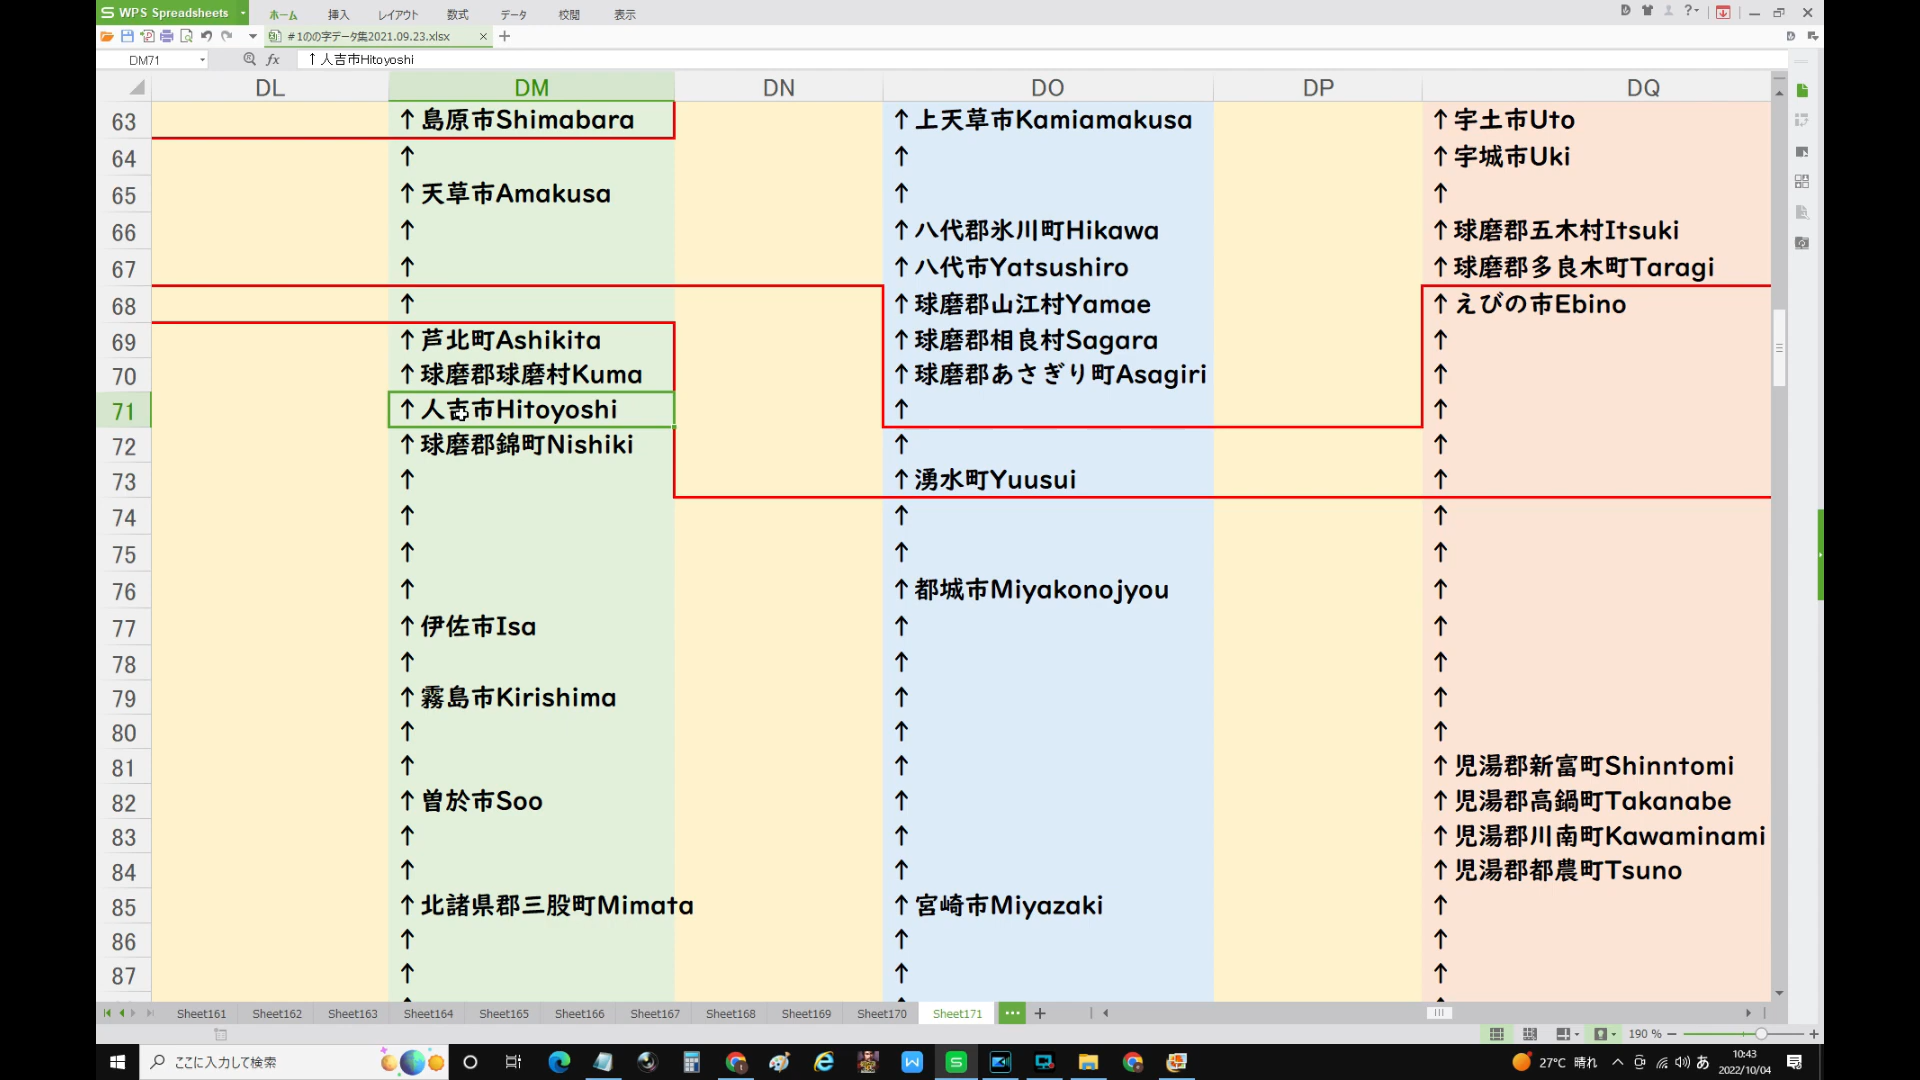 WPS Spreadsheets ホーム 挿入 レイアウト 数式 データ 校閲 表示
#1のの字データ集2021.09.23.xlsx
DM71 fx ↑人吉市Hitoyoshi
DL DM DN DO DP DQ
63 ↑島原市Shimabara ↑上天草市Kamiamakusa ↑宇土市Uto
64 ↑ ↑ ↑宇城市Uki
65 ↑天草市Amakusa ↑ ↑
66 ↑ ↑八代郡氷川町Hikawa ↑球磨郡五木村Itsuki
67 ↑ ↑八代市Yatsushiro ↑球磨郡多良木町Taragi
68 ↑ ↑球磨郡山江村Yamae ↑えびの市Ebino
69 ↑芦北町Ashikita ↑球磨郡相良村Sagara ↑
70 ↑球磨郡球磨村Kuma ↑球磨郡あさぎり町Asagiri ↑
71 ↑人吉市Hitoyoshi ↑ ↑
72 ↑球磨郡錦町Nishiki ↑ ↑
73 ↑ ↑湧水町Yuusui ↑
74 ↑ ↑ ↑
75 ↑ ↑ ↑
76 ↑ ↑都城市Miyakonojyou ↑
77 ↑伊佐市Isa ↑ ↑
78 ↑ ↑ ↑
79 ↑霧島市Kirishima ↑ ↑
80 ↑ ↑ ↑
81 ↑ ↑ ↑児湯郡新富町Shinntomi
82 ↑曽於市Soo ↑ ↑児湯郡高鍋町Takanabe
83 ↑ ↑ ↑児湯郡川南町Kawaminami
84 ↑ ↑ ↑児湯郡都農町Tsuno
85 ↑北諸県郡三股町Mimata ↑宮崎市Miyazaki ↑
86 ↑ ↑ ↑
87 ↑ ↑ ↑
Sheet161 Sheet162 Sheet163 Sheet164 Sheet165 Sheet166 Sheet167 Sheet168 Sheet169 Sheet170 Sheet171
190 %
ここに入力して検索 27°C 晴れ あ 10:43
2022/10/04